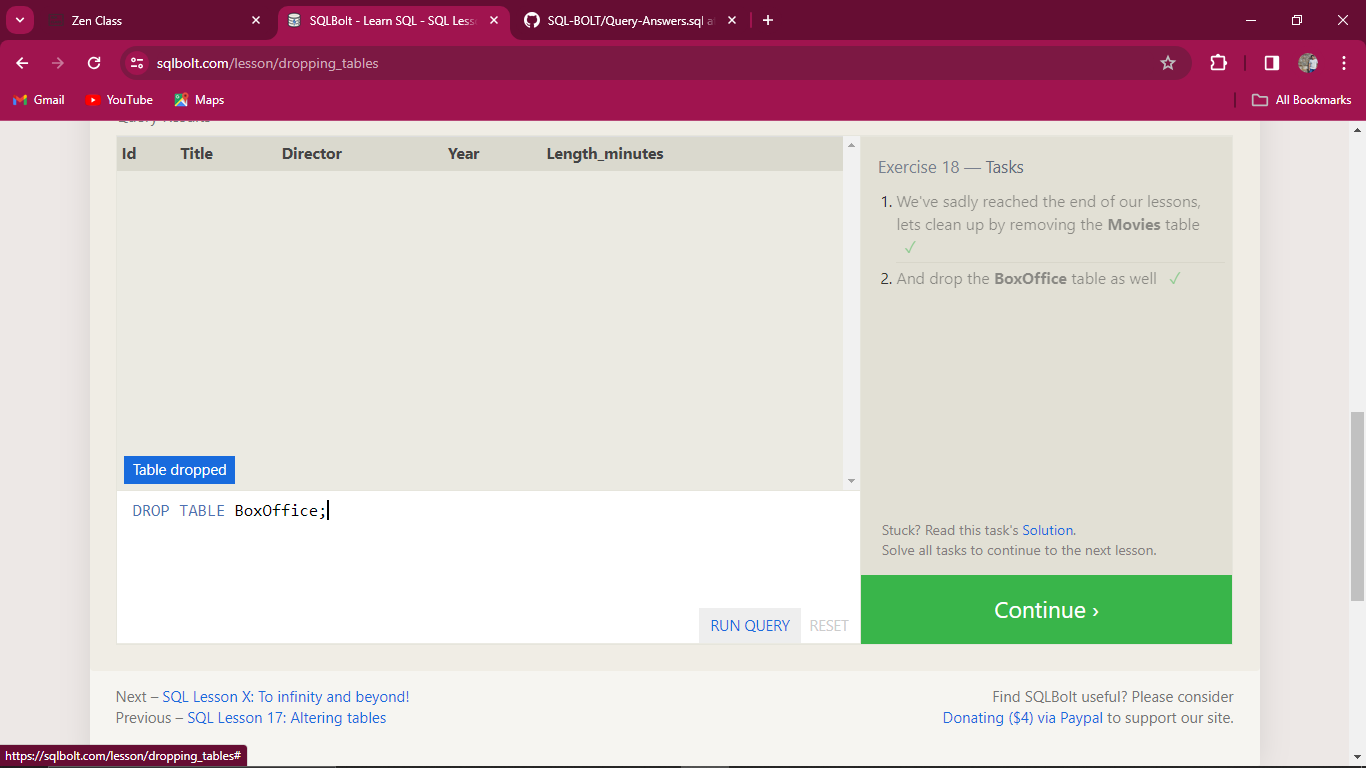 Zen Class
SQLBolt - Learn SQL - SQL Less
SQL-BOLT/Query-Answers.sql a
sqlbolt.com/lesson/dropping_tables
Gmail
YouTube
Maps
All Bookmarks
Query Results
Id Title Director Year Length_minutes
Table dropped
DROP TABLE BoxOffice;
RUN QUERY RESET
Exercise 18 — Tasks
1. We've sadly reached the end of our lessons,
lets clean up by removing the Movies table
✓
2. And drop the BoxOffice table as well ✓
Stuck? Read this task's Solution.
Solve all tasks to continue to the next lesson.
Continue ›
Next – SQL Lesson X: To infinity and beyond!
Previous – SQL Lesson 17: Altering tables
Find SQLBolt useful? Please consider
Donating ($4) via Paypal to support our site.
https://sqlbolt.com/lesson/dropping_tables#